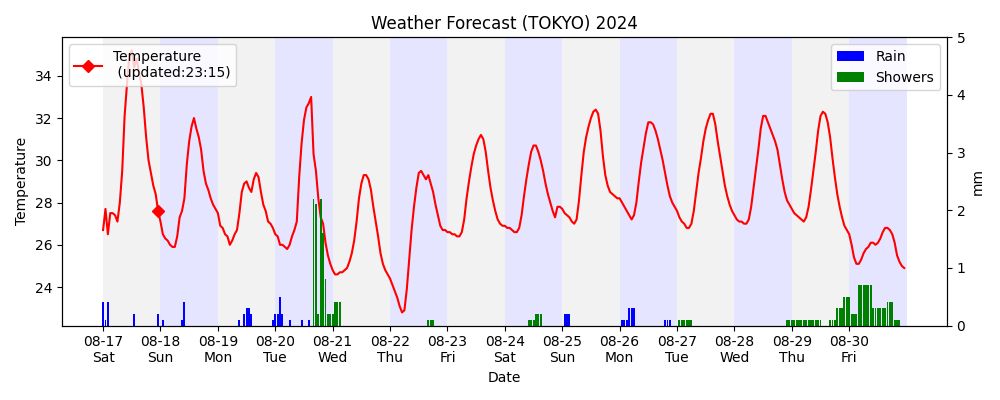 Weather Forecast (TOKYO) 2024
Temperature
(updated:23:15)
Rain
Showers
Temperature
34
32
30
28
26
24
5
4
3
2
1
0
mm
08-17 08-18 08-19 08-20 08-21 08-22 08-23 08-24 08-25 08-26 08-27 08-28 08-29 08-30
Sat Sun Mon Tue Wed Thu Fri Sat Sun Mon Tue Wed Thu Fri
Date